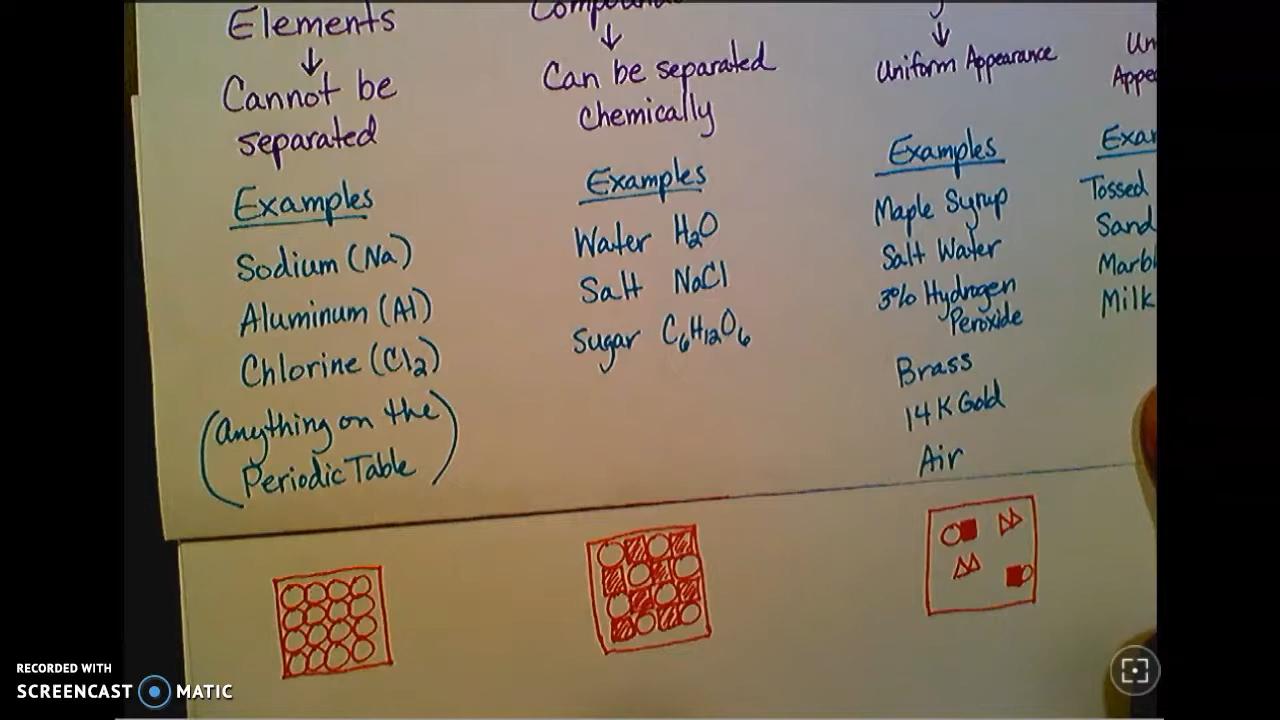 Elements
Cannot be
separated
Examples
Sodium (Na)
Aluminum (Al)
Chlorine (Cl2)
(Anything on the
Periodic Table)
Compounds
Can be separated
chemically
Examples
Water H2O
Salt NaCl
Sugar C6H12O6
Uniform Appearance
Examples
Maple Syrup
Salt Water
3% Hydrogen
Peroxide
Brass
14K Gold
Air
Tossed
Sand
Milk
RECORDED WITH
SCREENCAST MATIC